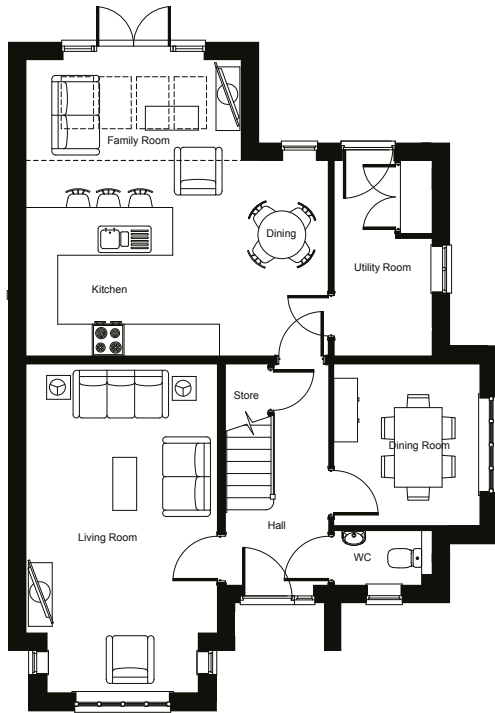 Family Room
Dining
Utility Room
Kitchen
Store
Dining Room
Hall
Living Room
WC